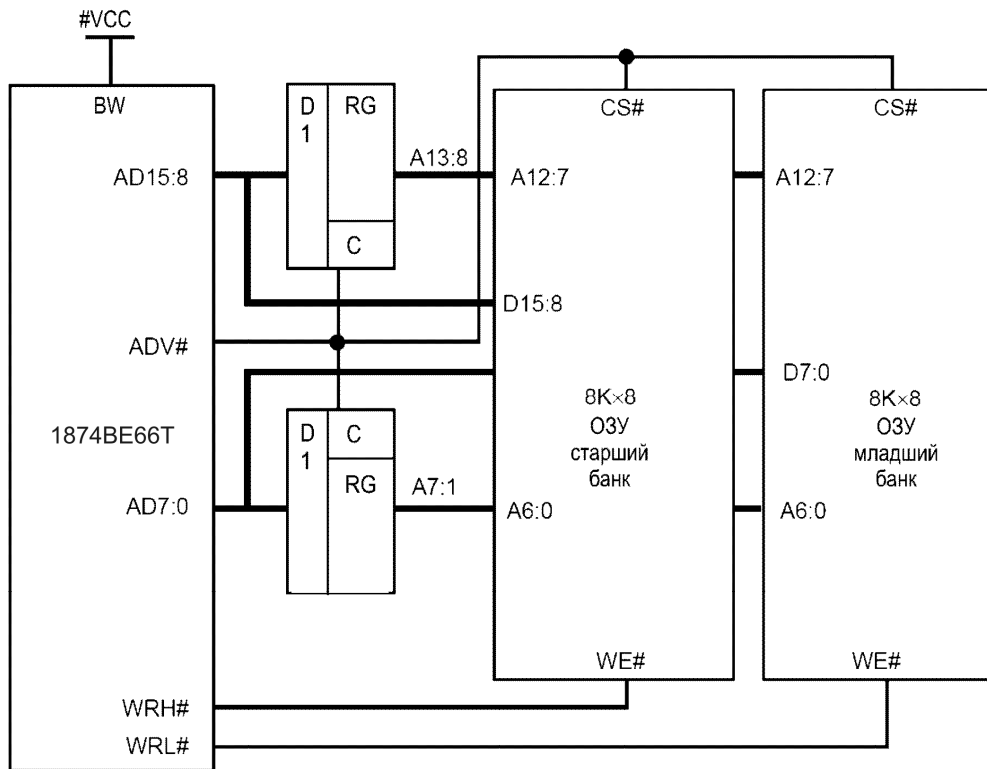 #VCC
BW
AD15:8
ADV#
1874BE66T
AD7:0
WRH#
WRL#
D
1
RG
C
A13:8
D
1
C
RG
A7:1
CS#
A12:7
D15:8
8K×8
ОЗУ
старший
банк
A6:0
WE#
CS#
A12:7
D7:0
8K×8
ОЗУ
младший
банк
A6:0
WE#